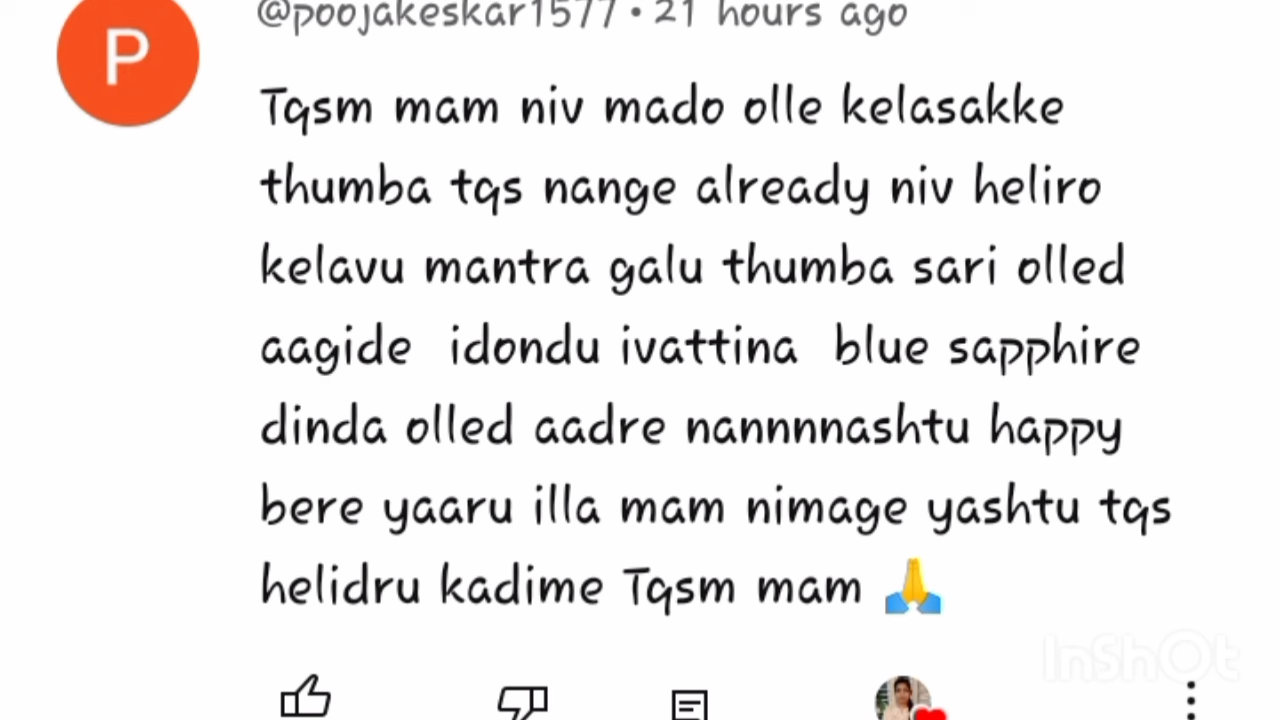 P
@poojakeskar1577 • 21 hours ago
Tqsm mam niv mado olle kelasakke
thumba tqs nange already niv heliro
kelavu mantra galu thumba sari olled
aagide idondu ivattina blue sapphire
dinda olled aadre nannnnashtu happy
bere yaaru illa mam nimage yashtu tqs
helidru kadime Tqsm mam 🙏
InShOt